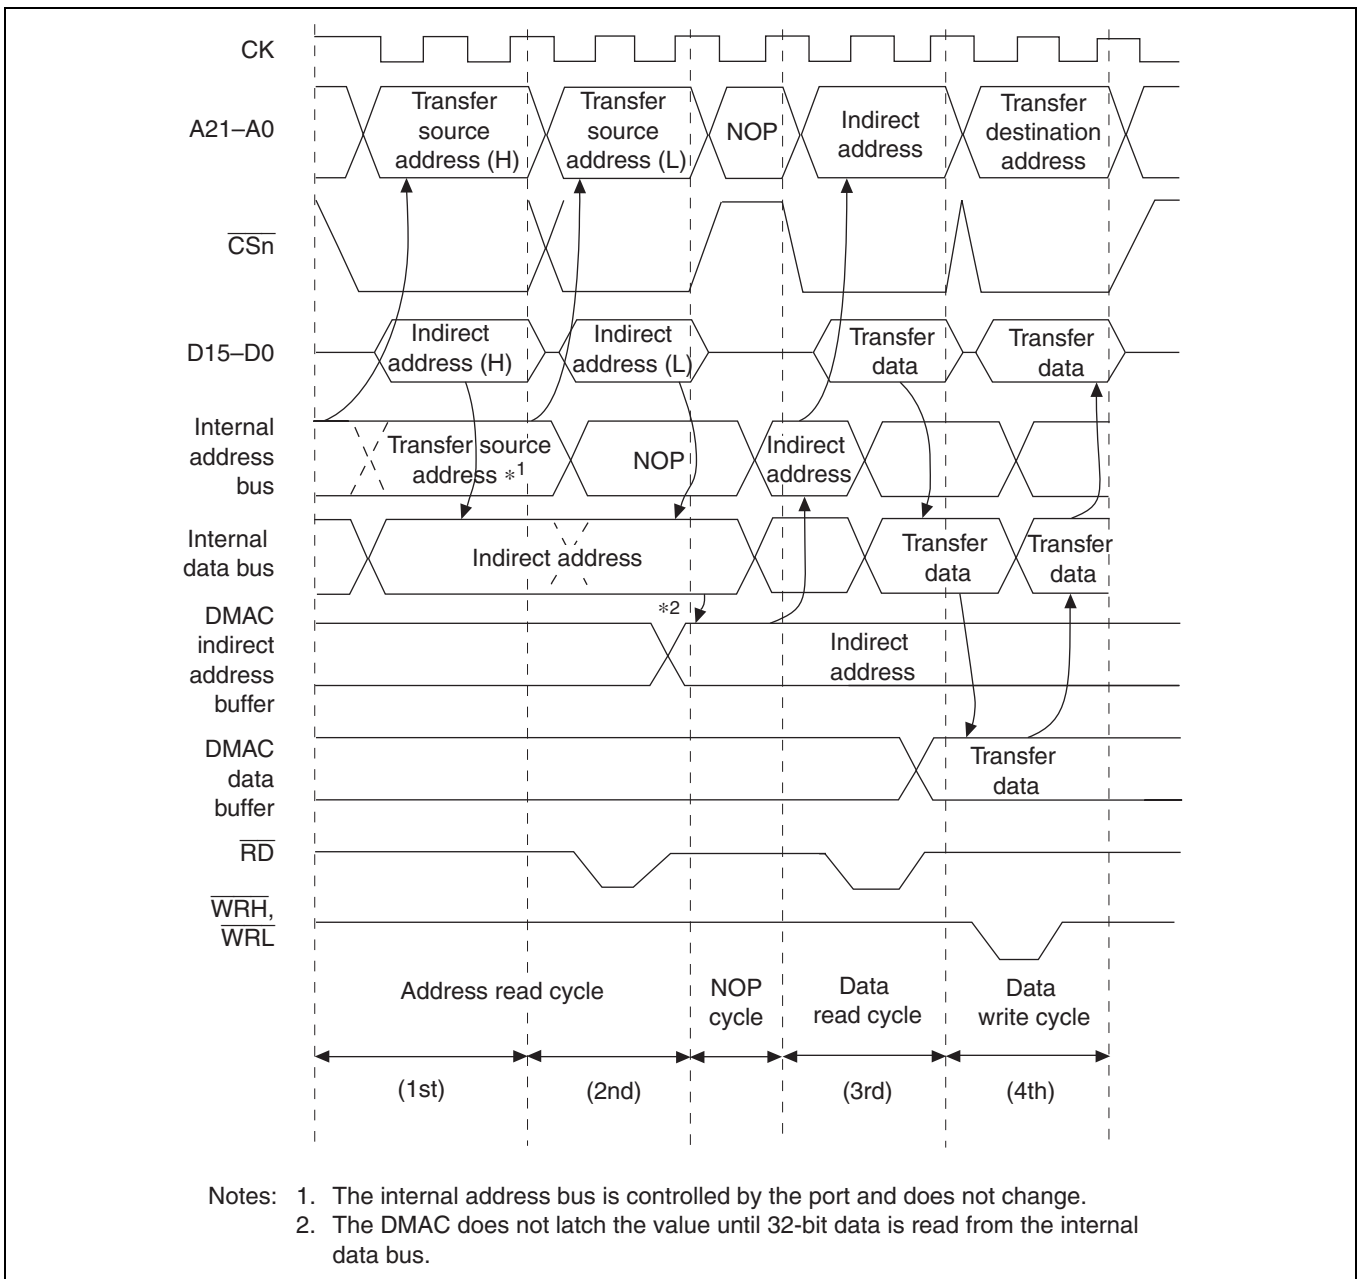 CK
A21–A0
Transfer
source
address (H)
Transfer
source
address (L)
NOP
Indirect
address
Transfer
destination
address
CSn
D15–D0
Indirect
address (H)
Indirect
address (L)
Transfer
data
Transfer
data
Internal
address
bus
Transfer source
address *1
NOP
Indirect
address
Internal
data bus
Indirect address
Transfer
data
Transfer
data
*2
DMAC
indirect
address
buffer
Indirect
address
DMAC
data
buffer
Transfer
data
RD
WRH,
WRL
Address read cycle
NOP
cycle
Data
read cycle
Data
write cycle
(1st)
(2nd)
(3rd)
(4th)
Notes: 1. The internal address bus is controlled by the port and does not change.
2. The DMAC does not latch the value until 32-bit data is read from the internal
data bus.